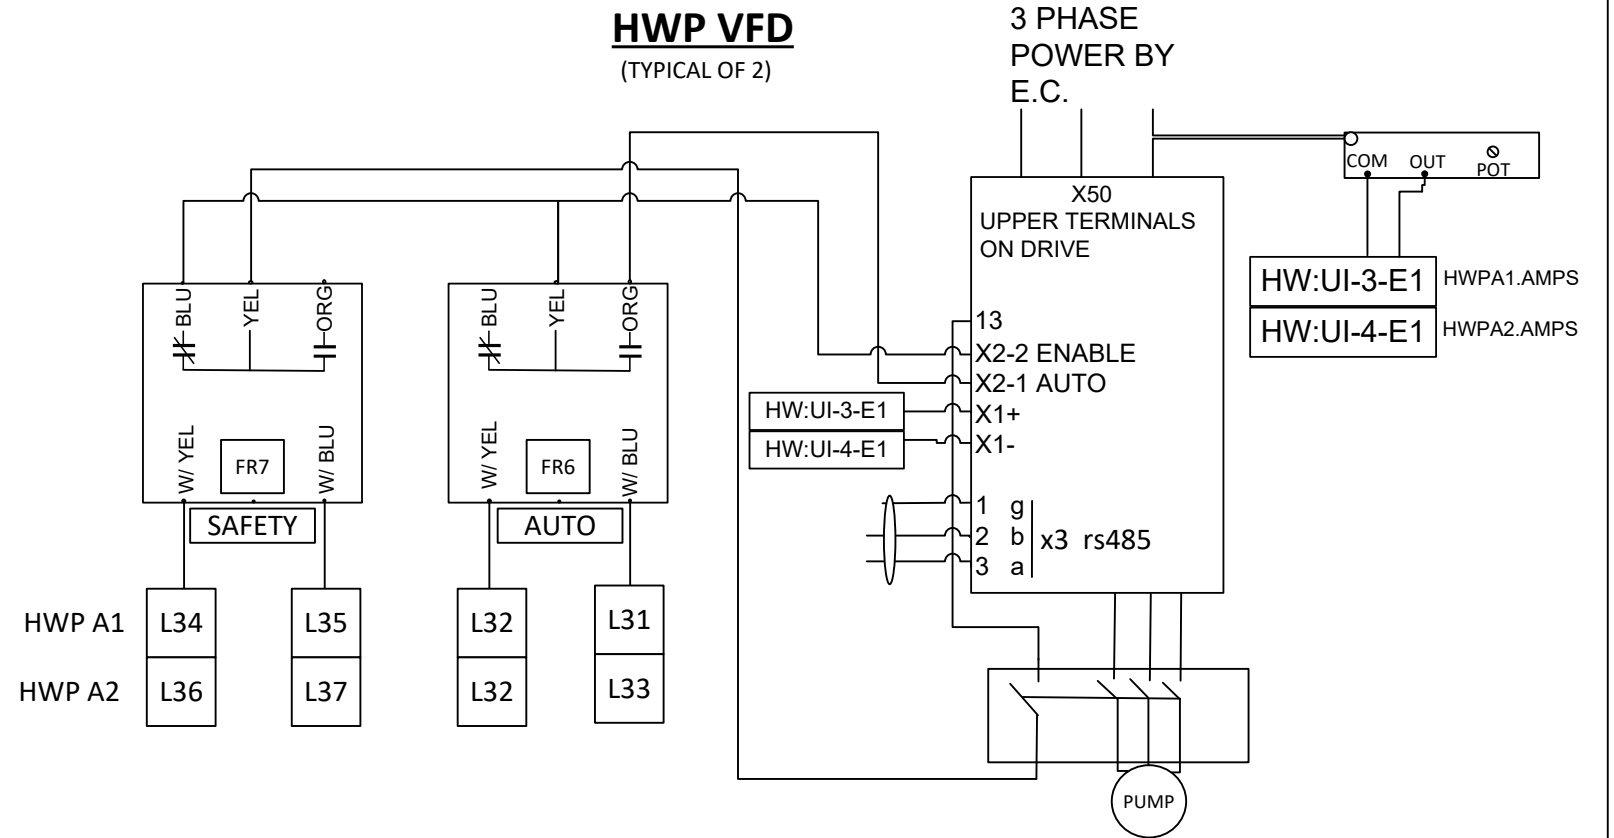 HWP VFD
(TYPICAL OF 2)
3 PHASE
POWER BY
E.C.
COM
OUT
POT
X50
UPPER TERMINALS
ON DRIVE
HW:UI-3-E1
HWPA1.AMPS
HW:UI-4-E1
HWPA2.AMPS
BLU
YEL
ORG
BLU
YEL
ORG
13
X2-2 ENABLE
X2-1 AUTO
HW:UI-3-E1
X1+
HW:UI-4-E1
X1-
W/ YEL
FR7
W/ BLU
W/ YEL
FR6
W/ BLU
SAFETY
AUTO
1 g
2 b
3 a
x3 rs485
HWP A1
L34
L35
L32
L31
HWP A2
L36
L37
L32
L33
PUMP